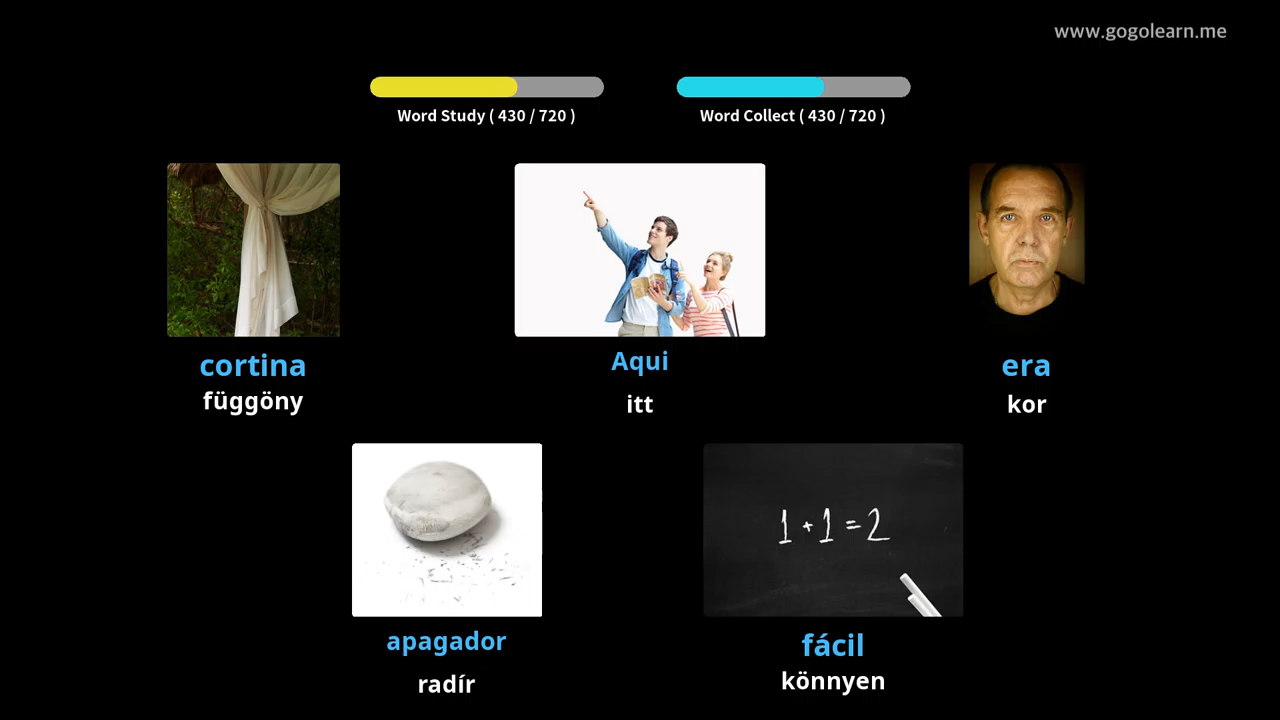 www.gogolearn.me
Word Study ( 430 / 720 )
Word Collect ( 430 / 720 )
cortina
függöny
Aqui
itt
era
kor
1 + 1 = 2
apagador
radír
fácil
könnyen